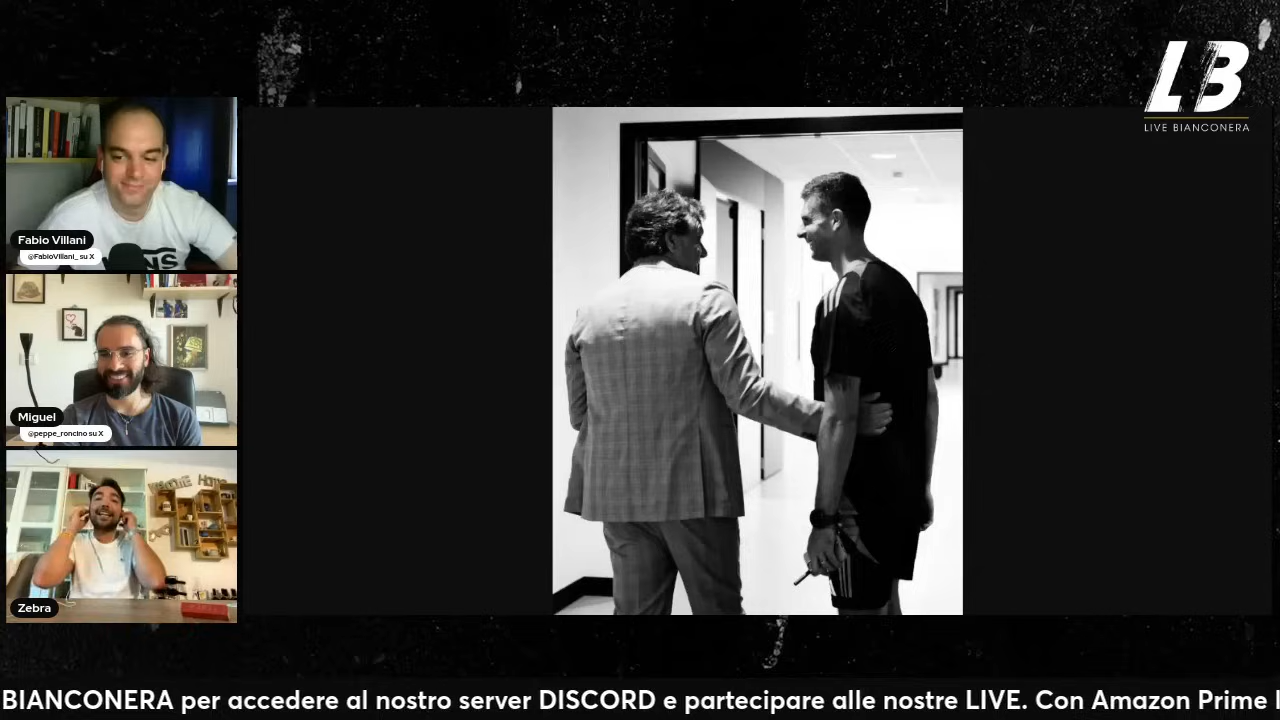 LB
LIVE BIANCONERA
Fabio Villani
@FabioVillani_ su X
Miguel
@peppe_roncino su X
Zebra
BIANCONERA per accedere al nostro server DISCORD e partecipare alle nostre LIVE. Con Amazon Prime